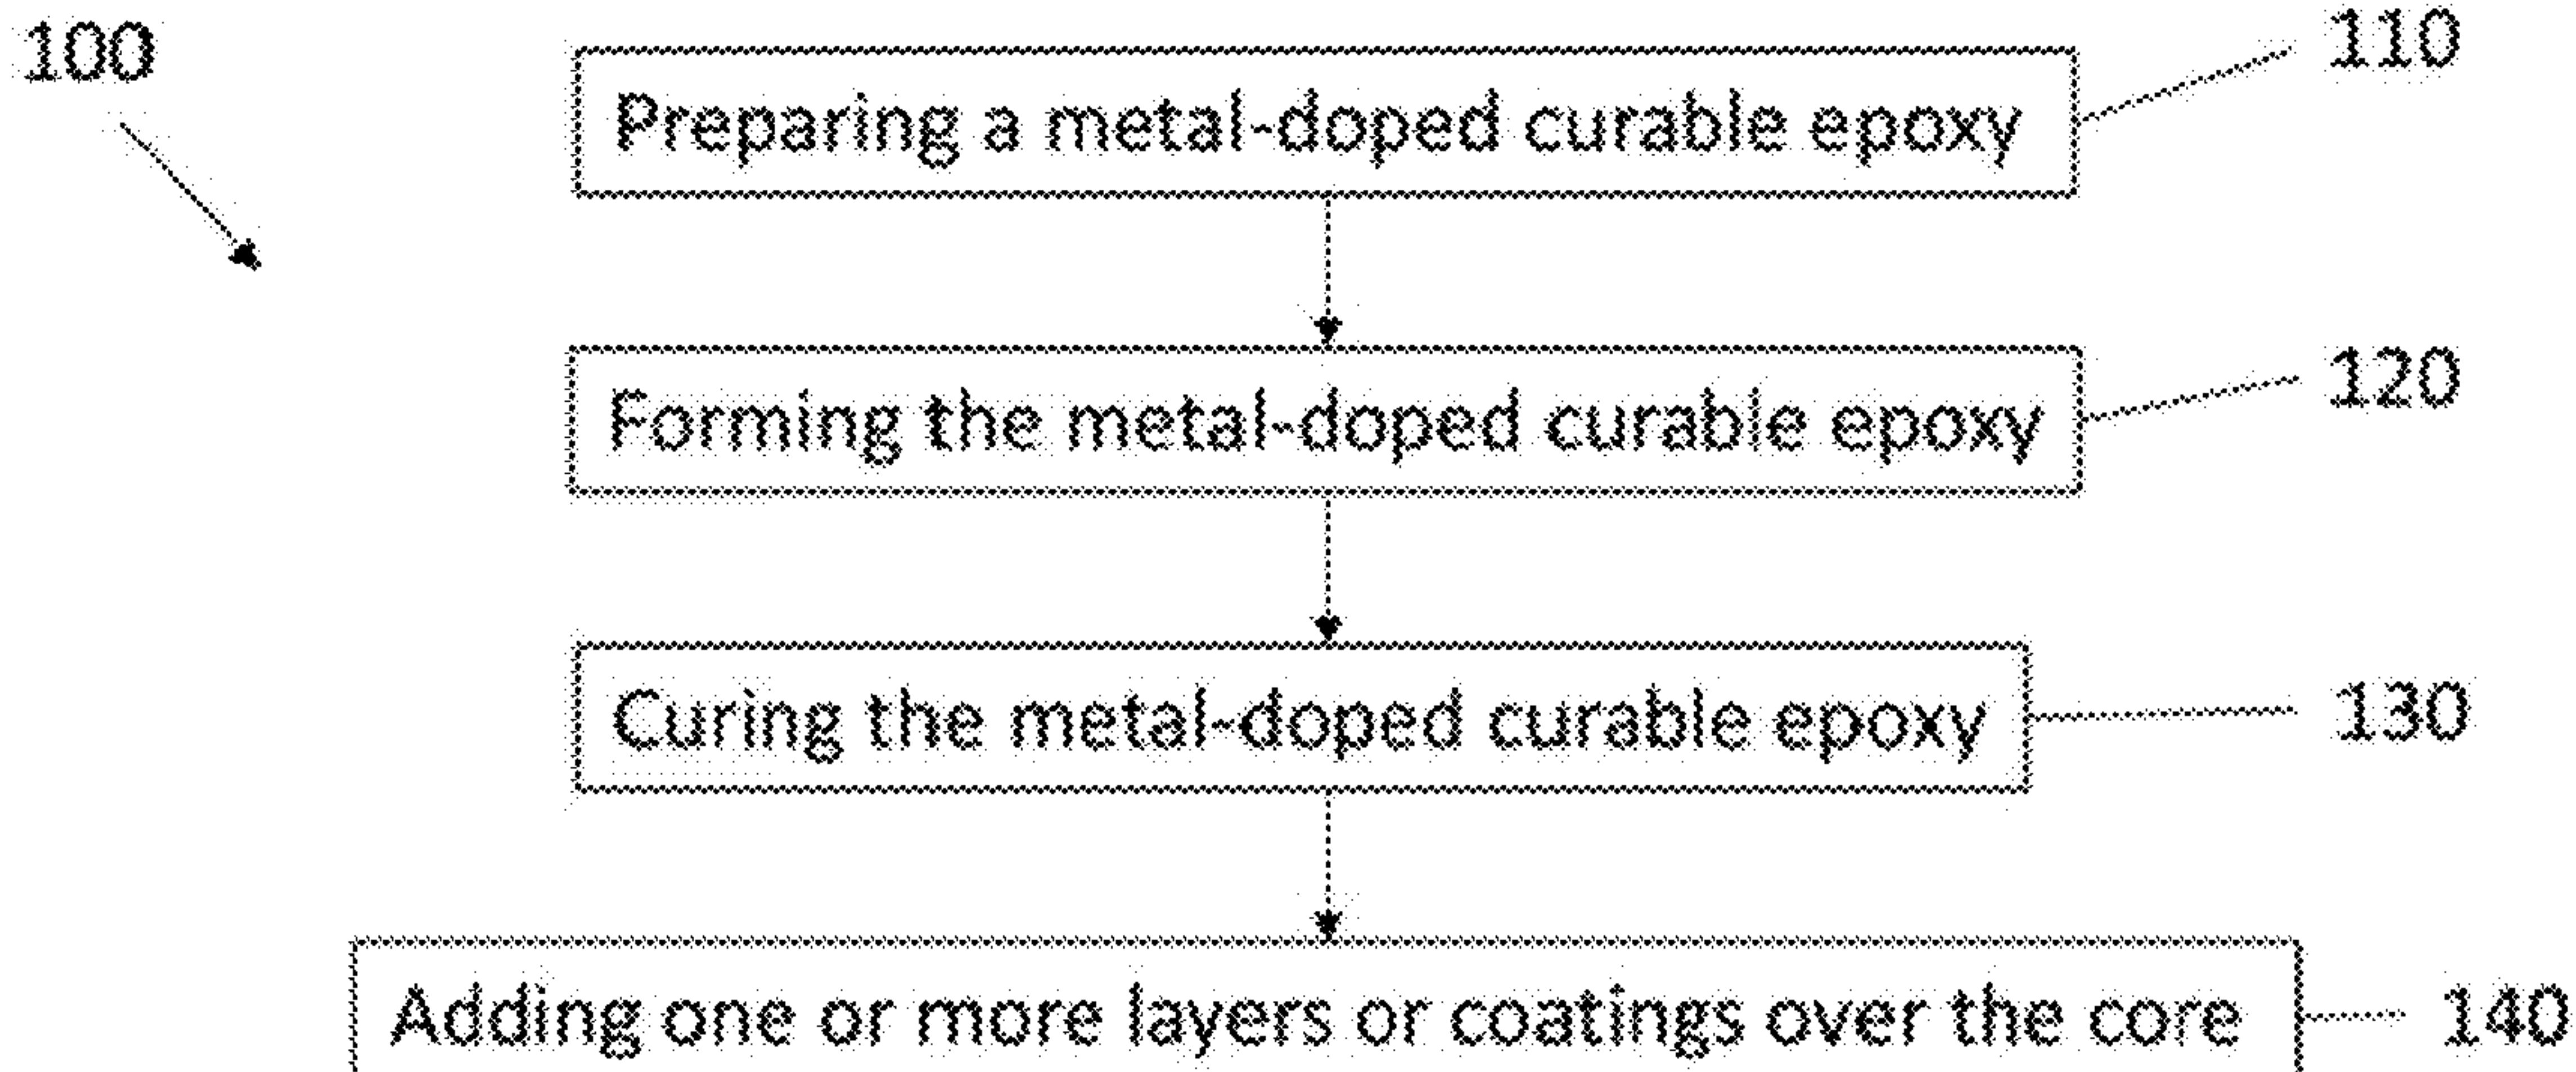 100
Preparing a metal-doped curable epoxy
110
Forming the metal-doped curable epoxy
120
Curing the metal-doped curable epoxy
130
Adding one or more layers or coatings over the core
140